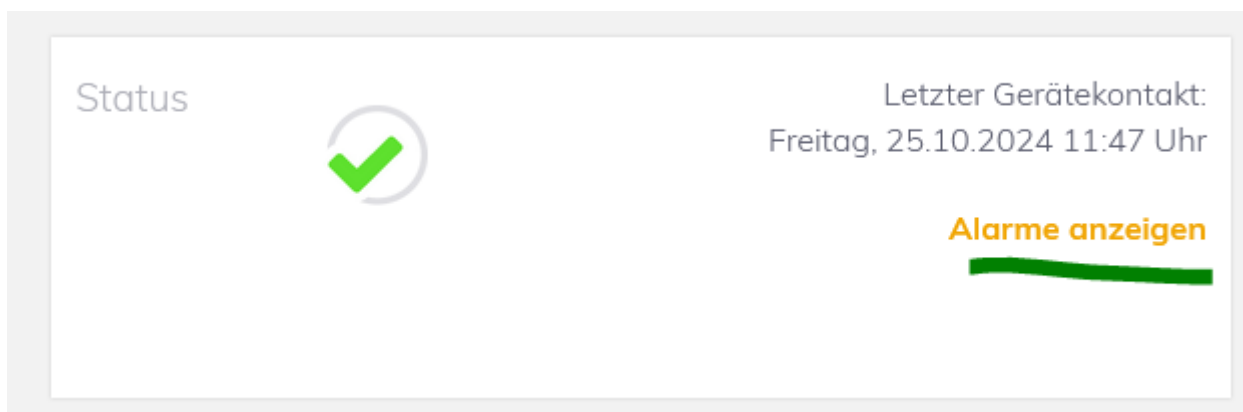 Status
Letzter Gerätekontakt:
Freitag, 25.10.2024 11:47 Uhr
Alarme anzeigen